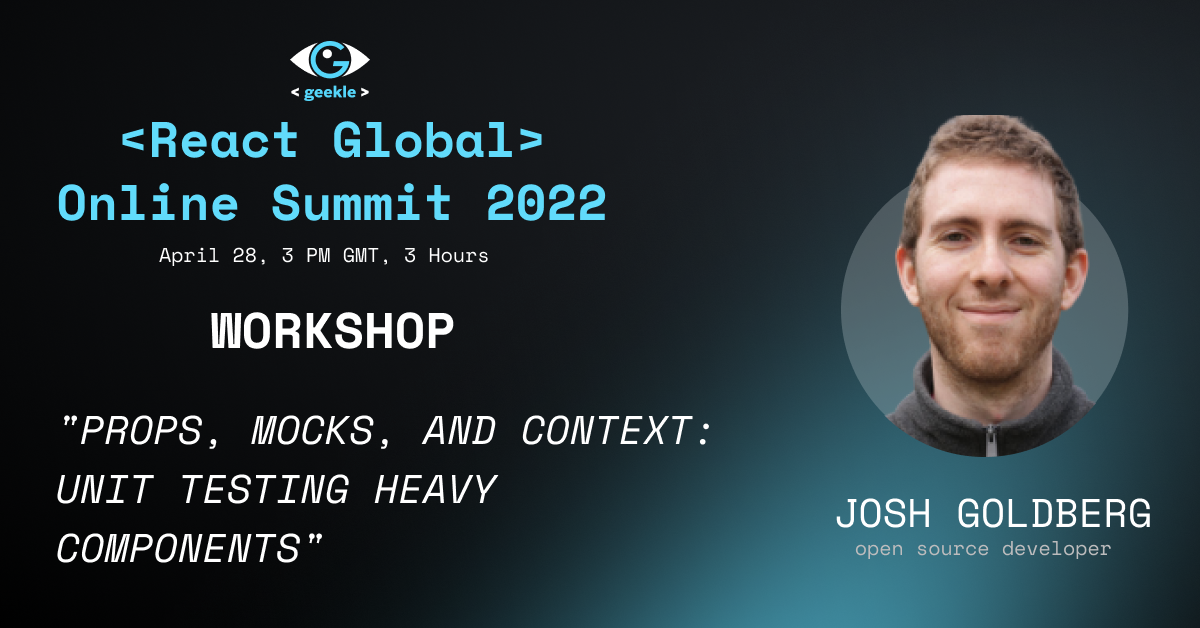 < geekle >
<React Global>
Online Summit 2022
April 28, 3 PM GMT, 3 Hours
WORKSHOP
"PROPS, MOCKS, AND CONTEXT:
UNIT TESTING HEAVY
COMPONENTS"
JOSH GOLDBERG
open source developer